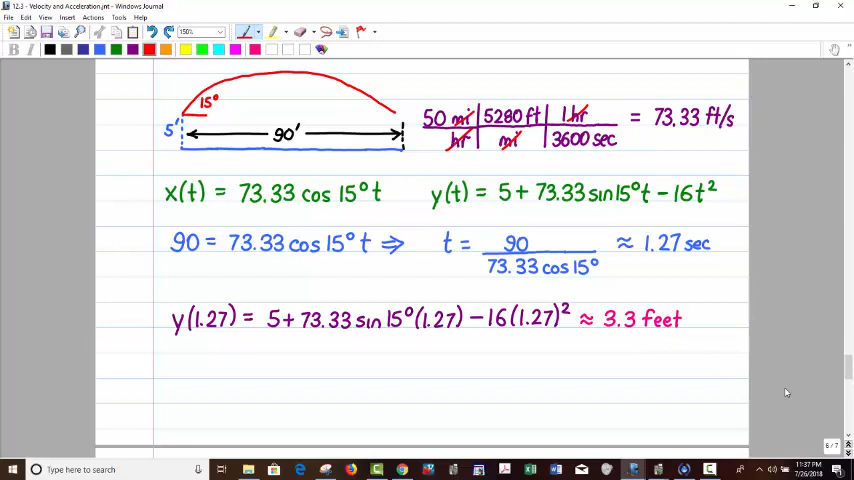 12.3 - Velocity and Acceleration.jnt - Windows Journal
File Edit View Insert Actions Tools Help
150%
B I
15°
5'
90'
50 mi | 5280 ft | 1 hr = 73.33 ft/s
hr | mi | 3600 sec
x(t) = 73.33 cos 15° t y(t) = 5 + 73.33 sin 15° t − 16 t²
90 = 73.33 cos 15° t ⇒ t = 90 / 73.33 cos 15° ≈ 1.27 sec
y(1.27) = 5 + 73.33 sin 15° (1.27) − 16 (1.27)² ≈ 3.3 feet
6 / 7
Type here to search
11:37 PM
7/26/2018